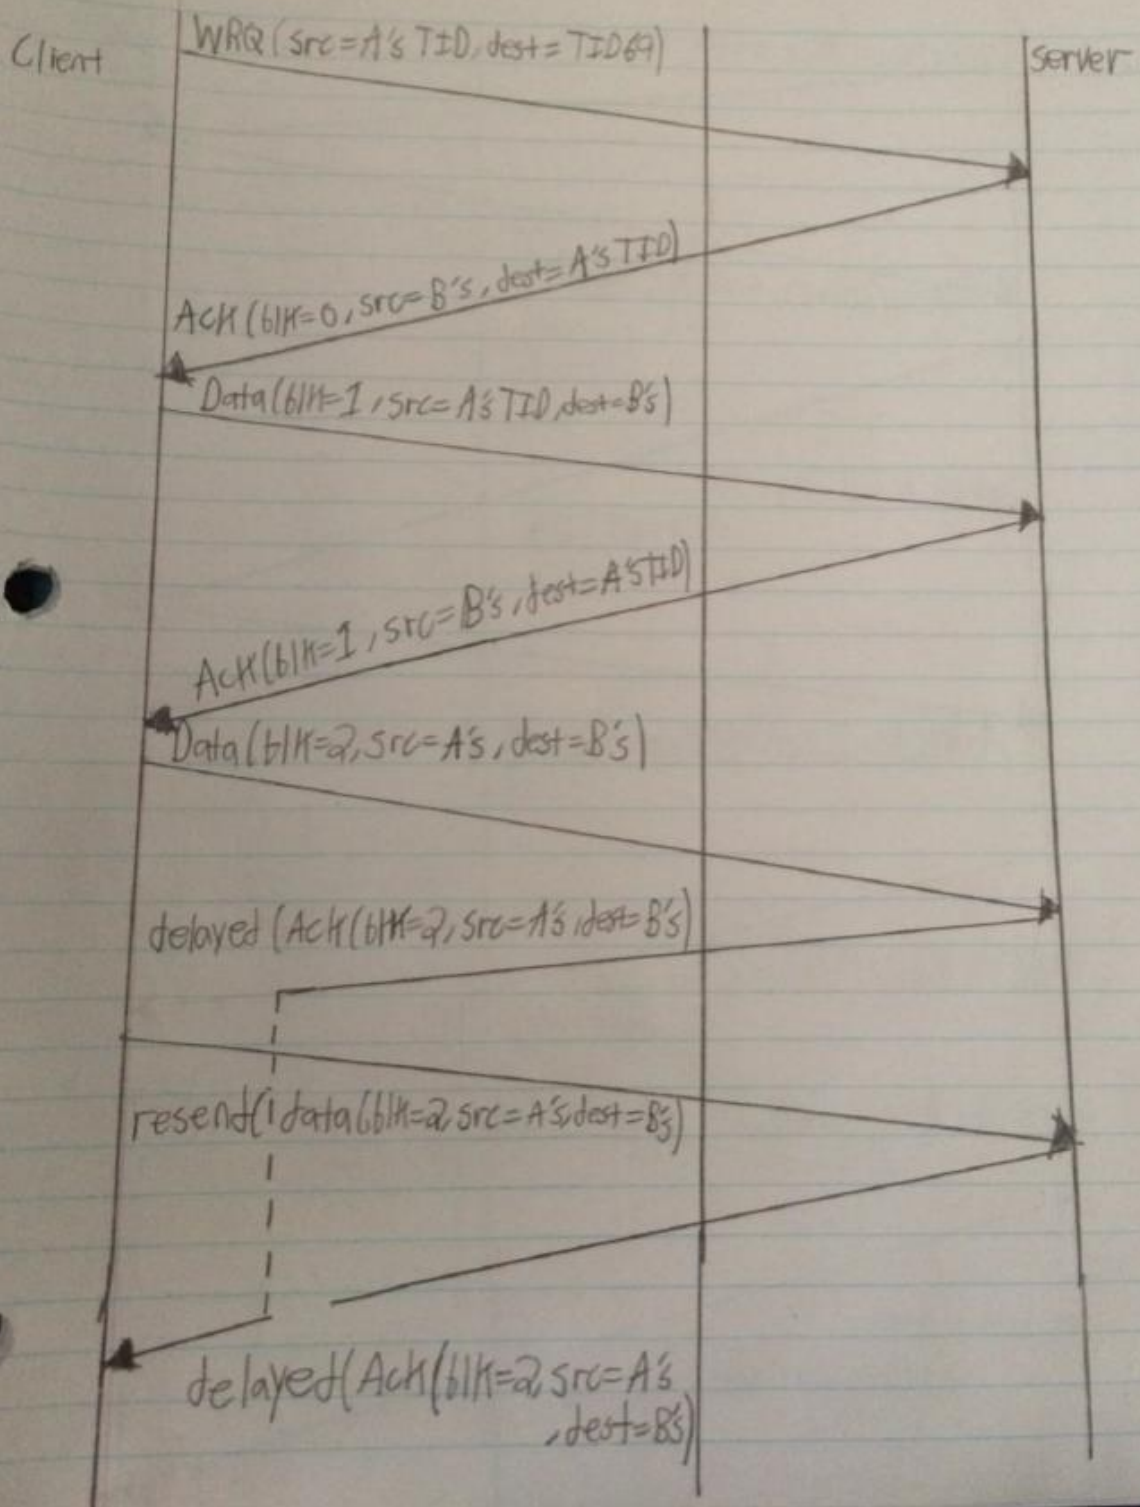 Client
WRQ(src=A's TID, dest=TID69)
Server
Ack(blk=0, src=B's, dest=A's TID)
Data(blk=1, src=A's TID, dest=B's)
Ack(blk=1, src=B's, dest=A's TID)
Data(blk=2, src=A's, dest=B's)
delayed (Ack(blk=2, src=A's, dest=B's)
resend(1data(blk=2, src=A's, dest=B's)
delayed(Ack(blk=2, src=A's
, dest=B's)